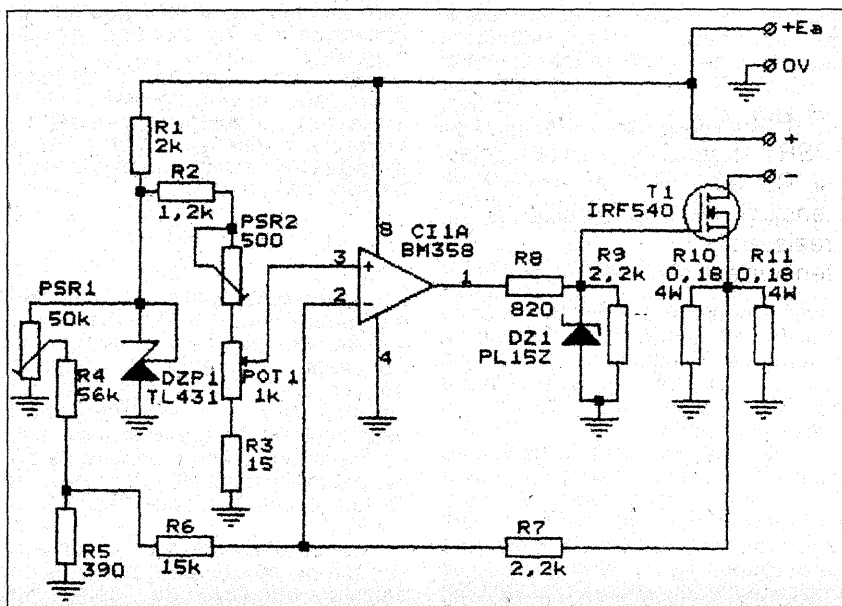 +Ea
0V
R1
2k
R2
1,2k
PSR2
500
PSR1
50k
R4
56k
DZP1
TL431
POT1
1k
R3
15
R5
390
R6
15k
R7
2,2k
8
CI1A
BM358
3
+
2
-
1
4
R8
820
DZ1
PL15Z
R9
2,2k
T1
IRF540
+
-
R10
0,18
4W
R11
0,18
4W